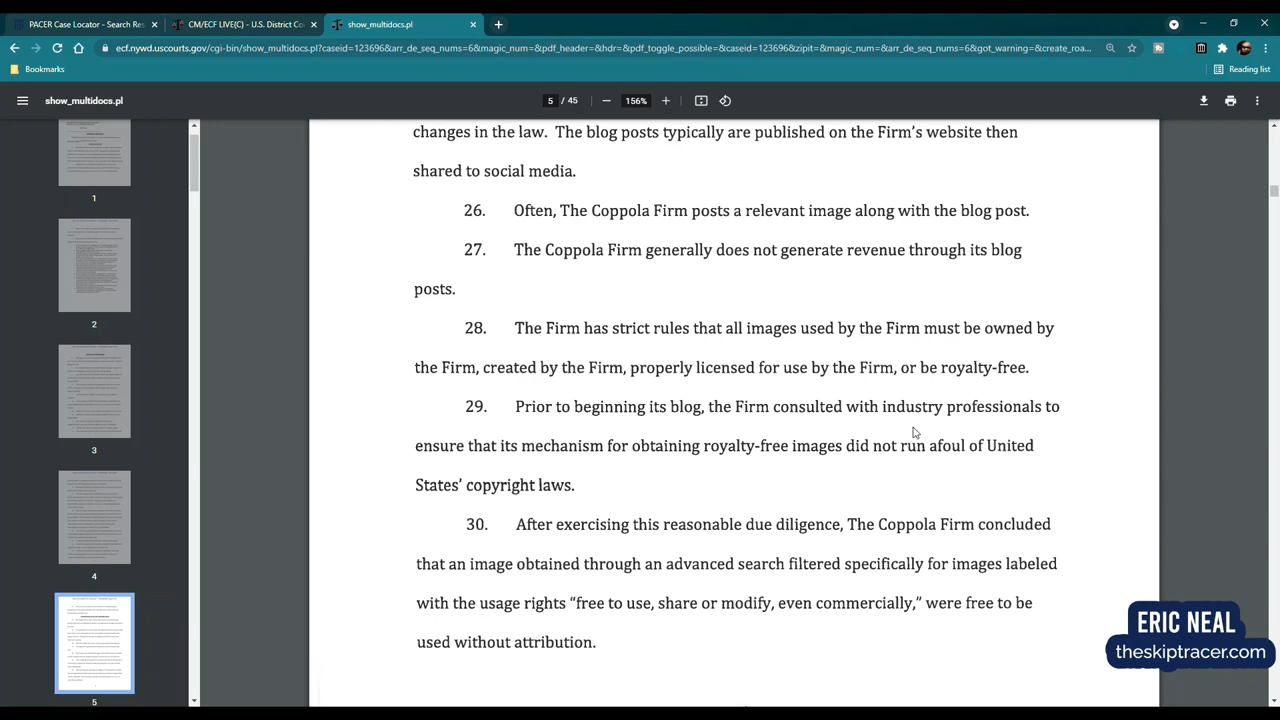 PACER Case Locator - Search Res
CM/ECF LIVE(C) - U.S. District Co
show_multidocs.pl
ecf.nywd.uscourts.gov/cgi-bin/show_multidocs.pl?caseid=123696&arr_de_seq_nums=6&magic_num=&pdf_header=&hdr=&pdf_toggle_possible=&caseid=123696&zipit=&magic_num=&arr_de_seq_nums=6&got_warning=&create_roa...
Bookmarks
Reading list
show_multidocs.pl
5 / 45
156%
changes in the law. The blog posts typically are published on the Firm's website then
shared to social media.
26. Often, The Coppola Firm posts a relevant image along with the blog post.
27. The Coppola Firm generally does not generate revenue through its blog
posts.
28. The Firm has strict rules that all images used by the Firm must be owned by
the Firm, created by the Firm, properly licensed for use by the Firm, or be royalty-free.
29. Prior to beginning its blog, the Firm consulted with industry professionals to
ensure that its mechanism for obtaining royalty-free images did not run afoul of United
States' copyright laws.
30. After exercising this reasonable due diligence, The Coppola Firm concluded
that an image obtained through an advanced search filtered specifically for images labeled
with the usage rights “free to use, share or modify, even commercially,” were free to be
used without attribution.
1
2
3
4
5
ERIC NEAL
theskiptracer.com